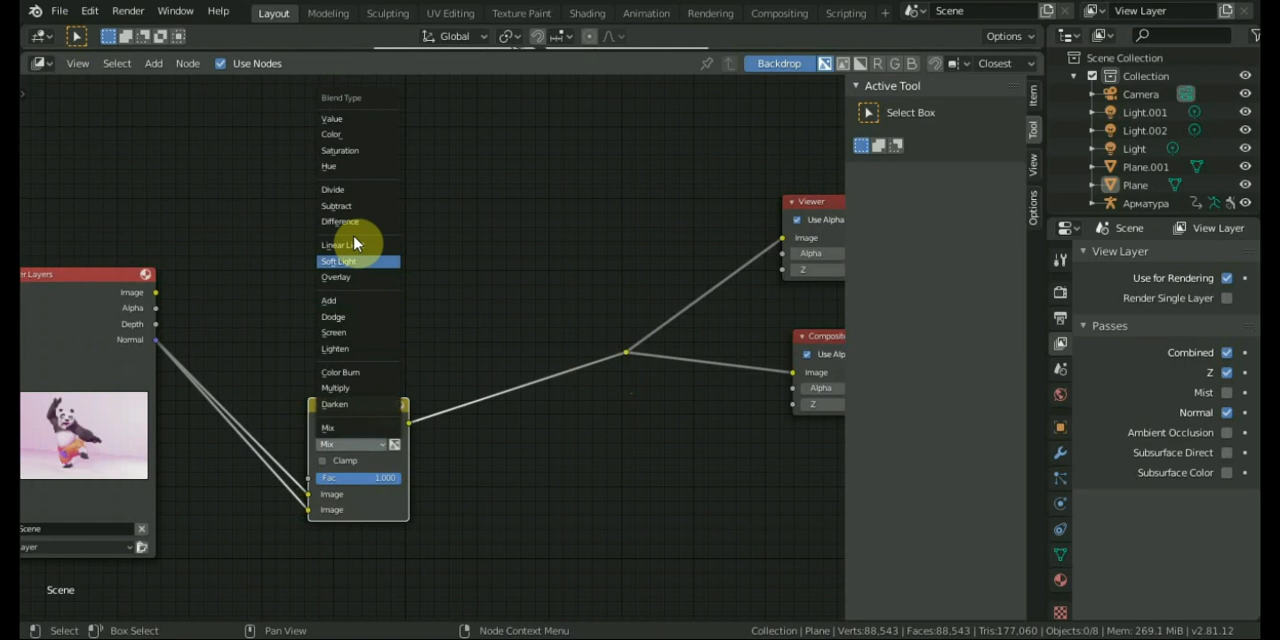 File Edit Render Window Help Layout Modeling Sculpting UV Editing Texture Paint Shading Animation Rendering Compositing Scripting + Scene View Layer
Global Options
View Select Add Node Use Nodes Backdrop R G B Closest
Scene Collection
Collection
Camera
Light.001
Light.002
Light
Plane.001
Plane
Арматура
Scene View Layer
View Layer
Use for Rendering
Render Single Layer
Passes
Combined
Z
Mist
Normal
Ambient Occlusion
Subsurface Direct
Subsurface Color
Active Tool
Select Box
Item
Tool
View
Options
Blend Type
Value
Color
Saturation
Hue
Divide
Subtract
Difference
Linear Li
Soft Light
Overlay
Add
Dodge
Screen
Lighten
Color Burn
Multiply
Darken
Mix
Mix
Clamp
Fac 1.000
Image
Image
er Layers
Image
Alpha
Depth
Normal
Scene
ayer
Viewer
Use Alpha
Image
Alpha
Z
Composit
Use Alp
Image
Alpha
Z
Scene
Select Box Select Pan View Node Context Menu Collection | Plane | Verts:88,543 | Faces:88,543 | Tris:177,060 | Objects:0/8 | Mem: 269.1 MiB | v2.81.12